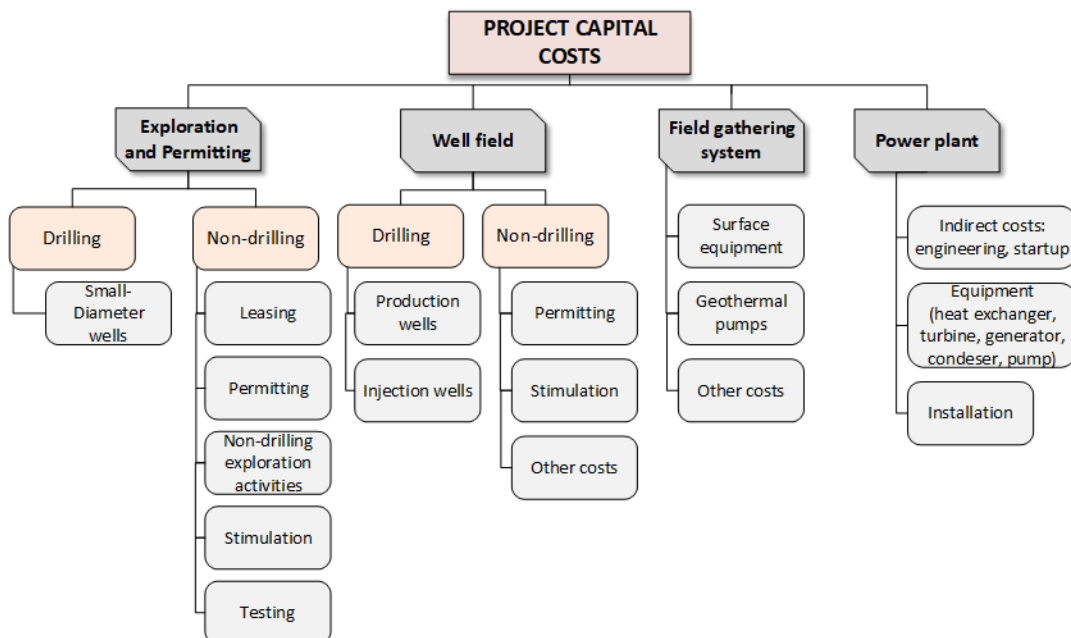 PROJECT CAPITAL
COSTS
Exploration
and Permitting
Well field
Field gathering
system
Power plant
Drilling
Non-drilling
Drilling
Non-drilling
Small-
Diameter
wells
Leasing
Permitting
Non-drilling
exploration
activities
Stimulation
Testing
Production
wells
Injection wells
Permitting
Stimulation
Other costs
Surface
equipment
Geothermal
pumps
Other costs
Indirect costs:
engineering, startup
Equipment
(heat exchanger,
turbine, generator,
condeser, pump)
Installation